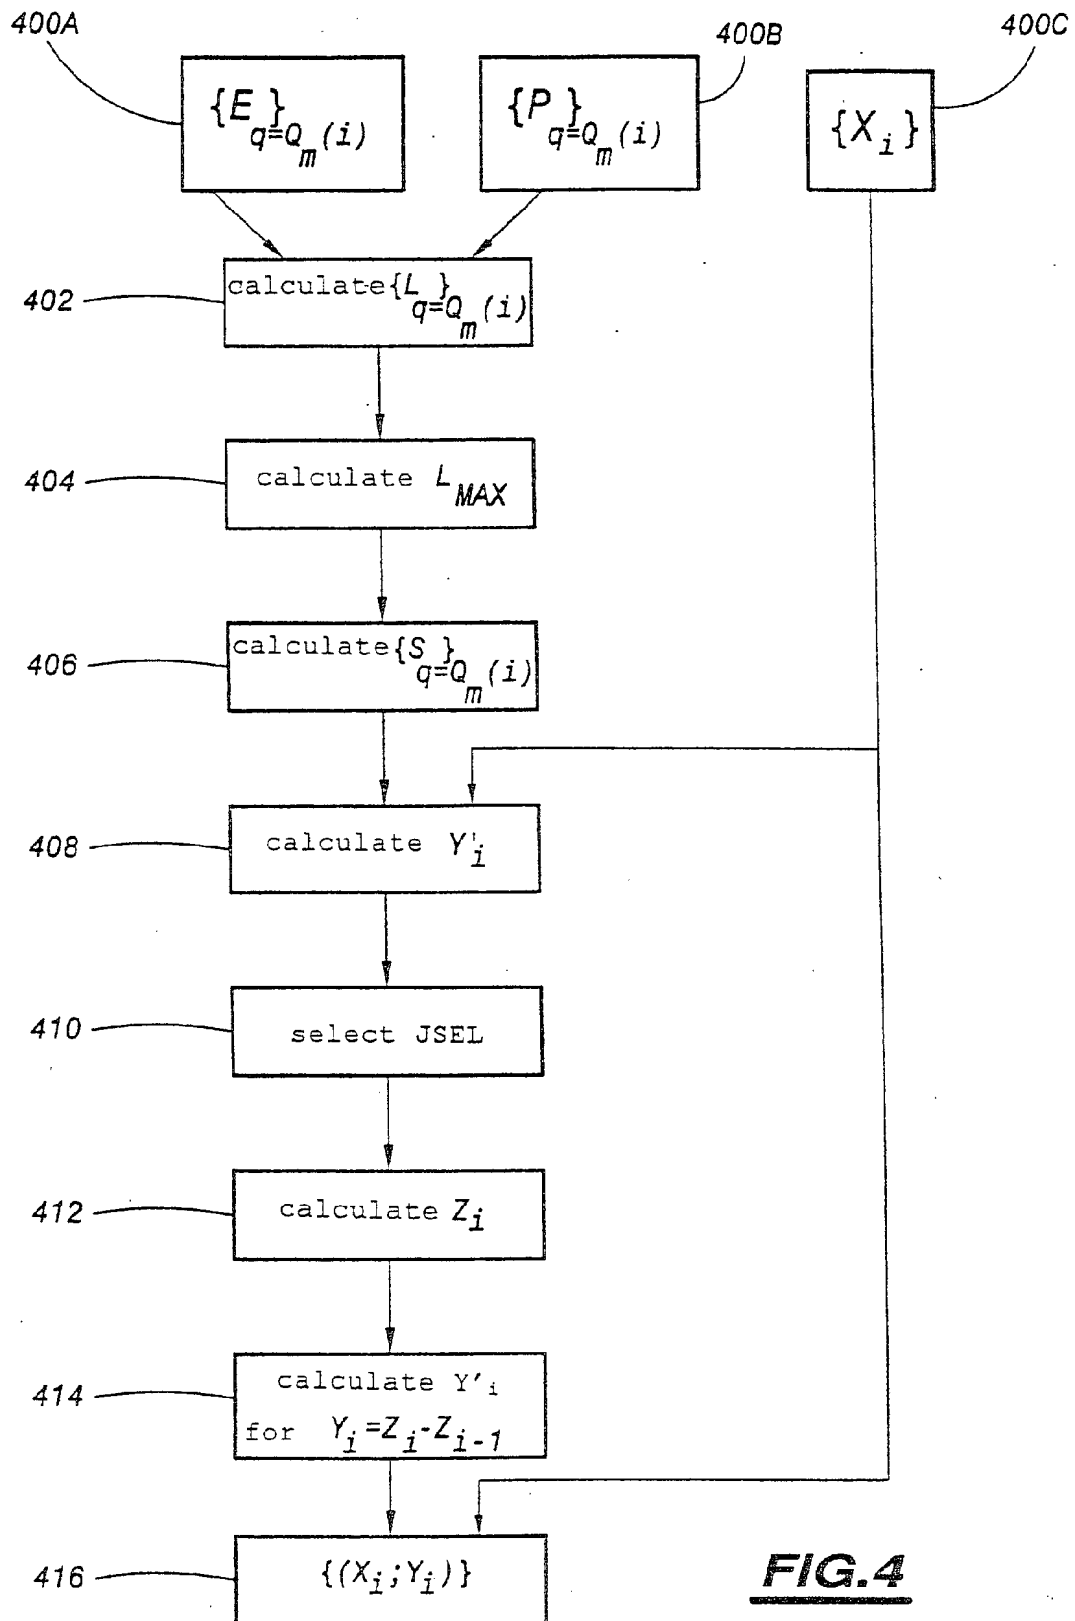 400A
400B
400C
{E }q=Qm(i)
{P }q=Qm(i)
{Xi}
402
calculate{L }q=Qm(i)
404
calculate LMAX
406
calculate{S }q=Qm(i)
408
calculate Y'i
410
select JSEL
412
calculate Zi
414
calculate Y'i
for Yi=Zi-Zi-1
416
{(Xi;Yi)}
FIG.4